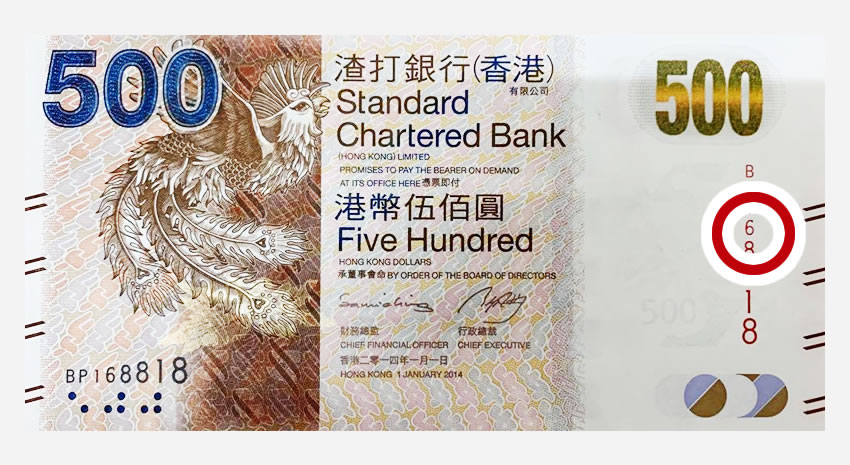 500
渣打銀行(香港)
有限公司
Standard
Chartered Bank
(HONG KONG) LIMITED
PROMISES TO PAY THE BEARER ON DEMAND
AT ITS OFFICE HERE 憑票即付
港幣伍佰圓
Five Hundred
HONG KONG DOLLARS
承董事會命 BY ORDER OF THE BOARD OF DIRECTORS
財務總監 行政總裁
CHIEF FINANCIAL OFFICER CHIEF EXECUTIVE
香港二零一四年一月一日
HONG KONG 1 JANUARY 2014
BP168818
500
B
6
8
1
8
500